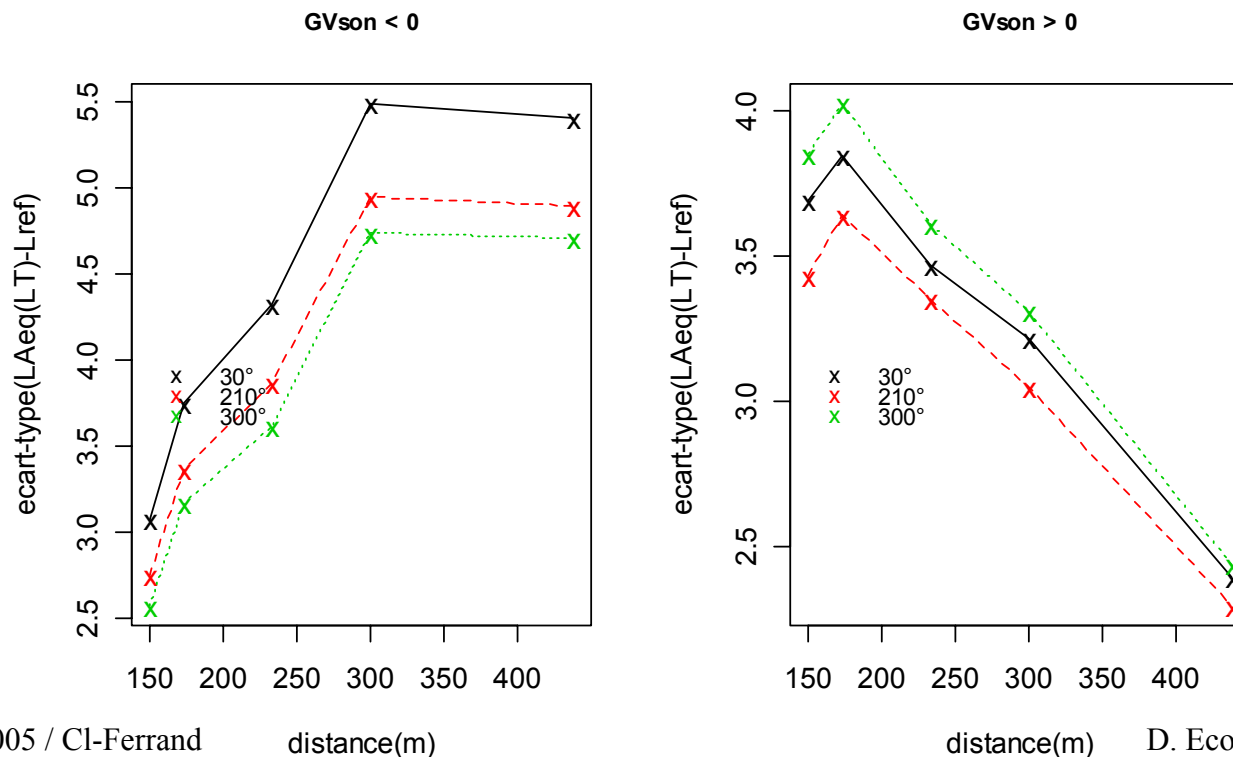 GVson < 0
ecart-type(LAeq(LT)-Lref)
5.5
5.0
4.5
4.0
3.5
3.0
2.5
x 30°
x 210°
x 300°
150 200 250 300 350 400
distance(m)
GVson > 0
ecart-type(LAeq(LT)-Lref)
4.0
3.5
3.0
2.5
x 30°
x 210°
x 300°
150 200 250 300 350 400
distance(m)
005 / Cl-Ferrand
D. Eco